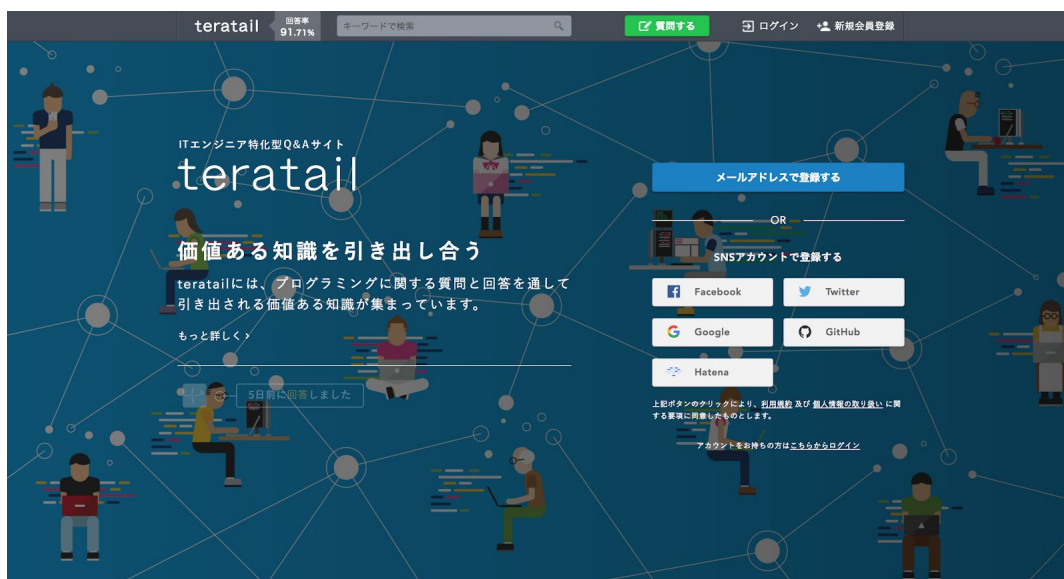 teratail
回答率
91.71%
キーワードで検索
質問する
ログイン
新規会員登録
ITエンジニア特化型Q&Aサイト
teratail
価値ある知識を引き出し合う
teratailには、プログラミングに関する質問と回答を通して
引き出される価値ある知識が集まっています。
もっと詳しく
5日前に回答しました
メールアドレスで登録する
OR
SNSアカウントで登録する
Facebook
Twitter
Google
GitHub
Hatena
上記ボタンのクリックにより、利用規約 及び 個人情報の取り扱い に関
する要項に同意したものとします。
アカウントをお持ちの方はこちらからログイン